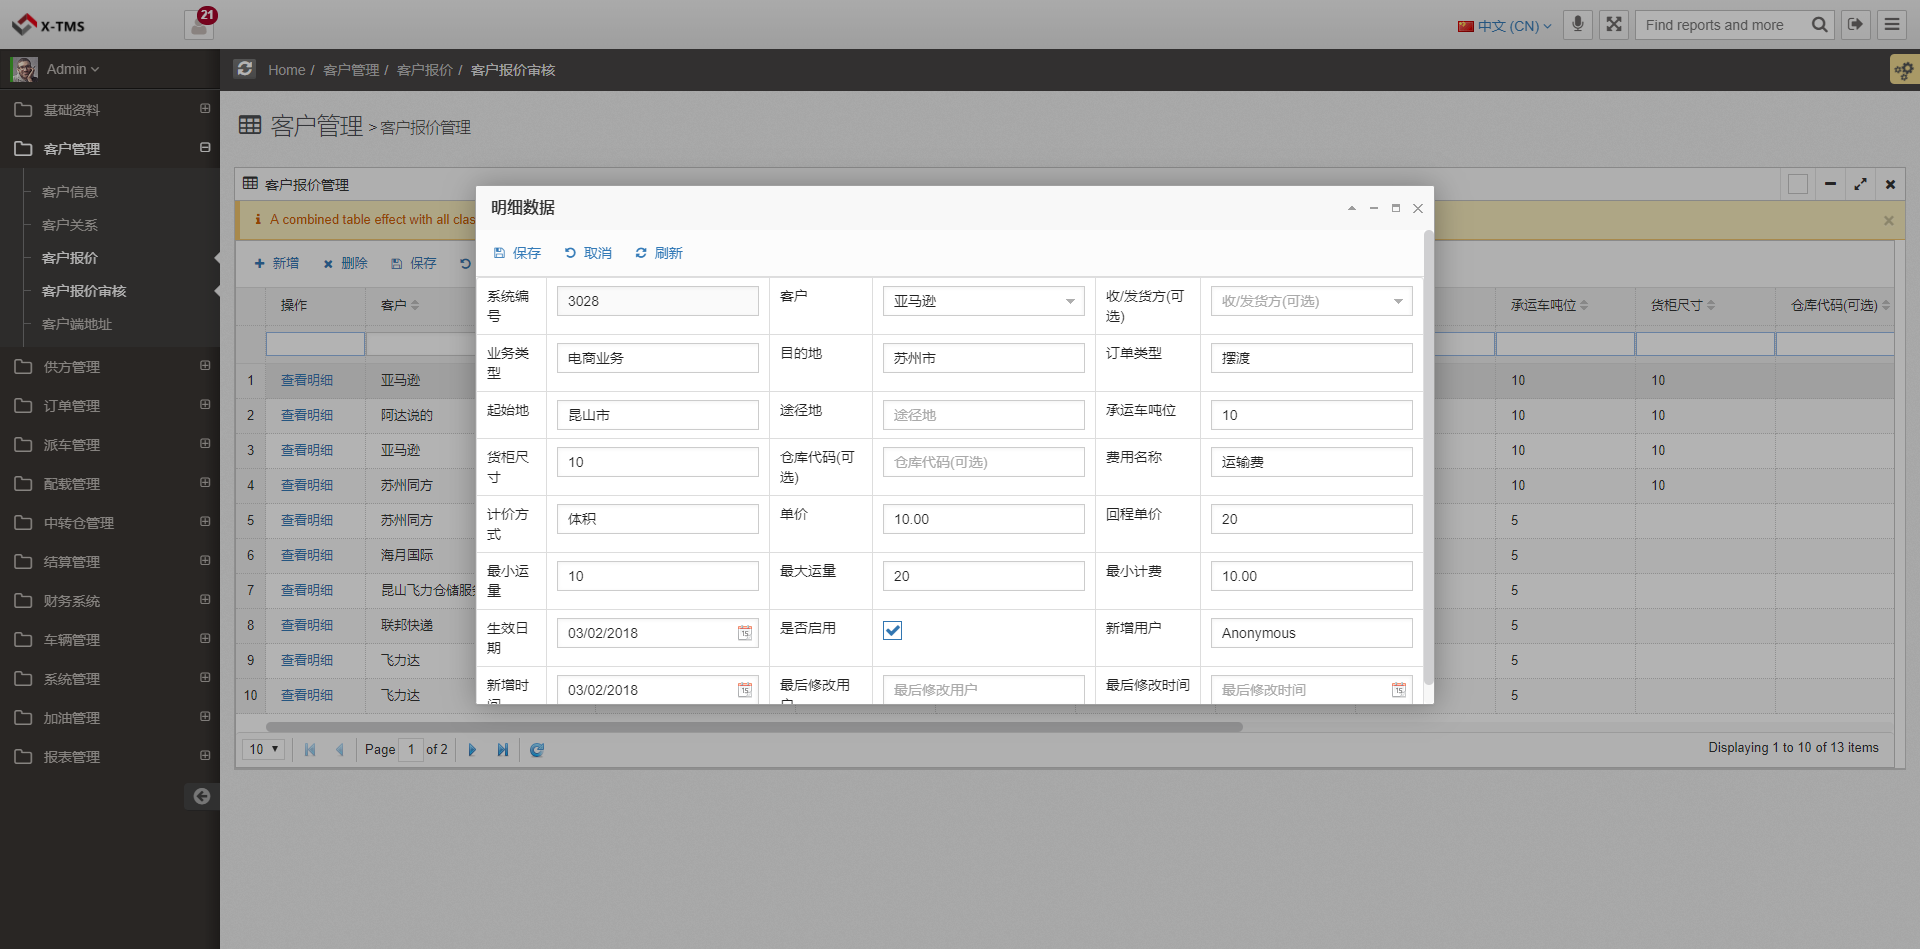 X-TMS
21
中文 (CN)
Find reports and more
Admin
Home / 客户管理 / 客户报价 / 客户报价审核
基础资料
客户管理
客户信息
客户关系
客户报价
客户报价审核
客户端地址
供方管理
订单管理
派车管理
配载管理
中转仓管理
结算管理
财务系统
车辆管理
系统管理
加油管理
报表管理
客户管理 > 客户报价管理
客户报价管理
A combined table effect with all clas
新增 删除 保存
操作 客户 承运车吨位 货柜尺寸 仓库代码(可选)
1 查看明细 亚马逊 10 10
2 查看明细 阿达说的 10 10
3 查看明细 亚马逊 10 10
4 查看明细 苏州同方 10 10
5 查看明细 苏州同方 5
6 查看明细 海月国际 5
7 查看明细 昆山飞力仓储服 5
8 查看明细 联邦快递 5
9 查看明细 飞力达 5
10 查看明细 飞力达 5
10 Page 1 of 2
Displaying 1 to 10 of 13 items
明细数据
保存 取消 刷新
系统编号 3028 客户 亚马逊 收/发货方(可选) 收/发货方(可选)
业务类型 电商业务 目的地 苏州市 订单类型 摆渡
起始地 昆山市 途径地 途径地 承运车吨位 10
货柜尺寸 10 仓库代码(可选) 仓库代码(可选) 费用名称 运输费
计价方式 体积 单价 10.00 回程单价 20
最小运量 10 最大运量 20 最小计费 10.00
生效日期 03/02/2018 是否启用 新增用户 Anonymous
新增时间 03/02/2018 最后修改用户 最后修改用户 最后修改时间 最后修改时间